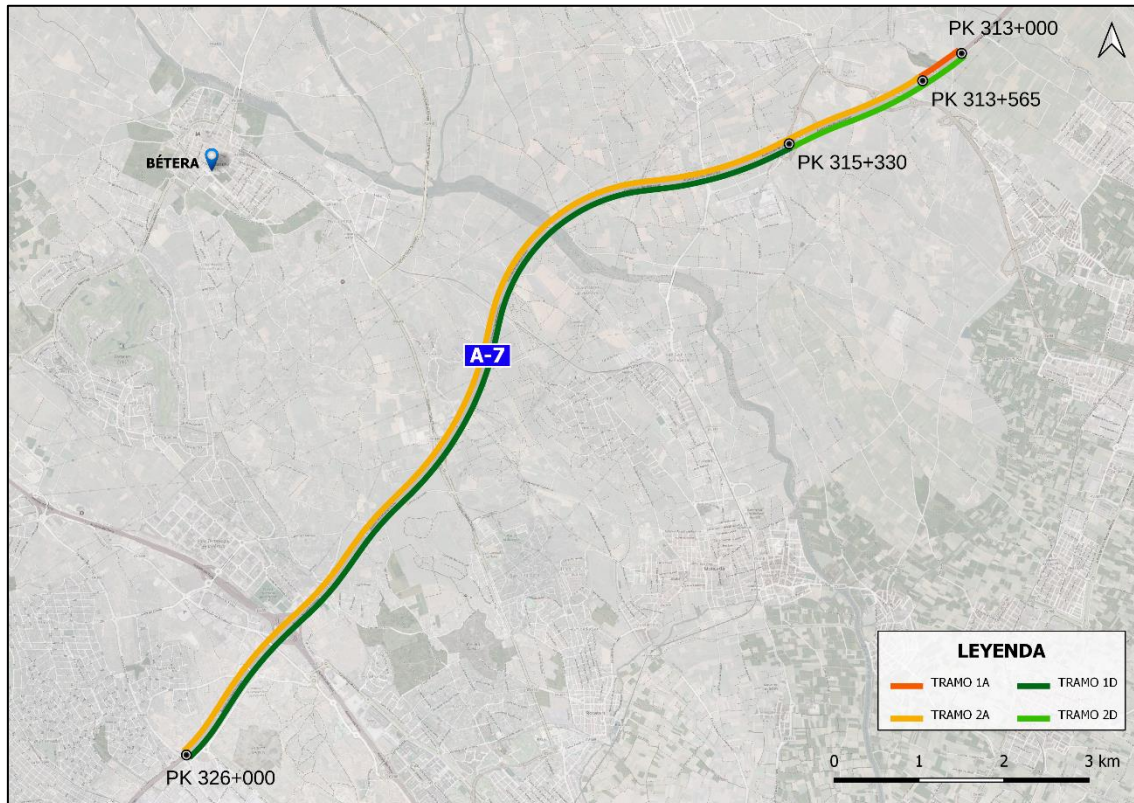 PK 313+000
PK 313+565
BÉTERA
PK 315+330
A-7
LEYENDA
TRAMO 1A TRAMO 1D
TRAMO 2A TRAMO 2D
0 1 2 3 km
PK 326+000